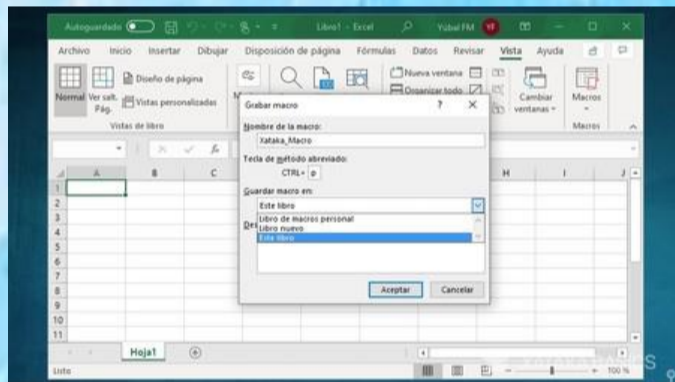 Autoguardado
Libro1 - Excel
Yúbal FM
YF
Archivo Inicio Insertar Dibujar Disposición de página Fórmulas Datos Revisar Vista Ayuda
Normal
Ver salt. Pág.
Diseño de página
Vistas personalizadas
Vistas de libro
Nueva ventana
Organizar todo
Cambiar ventanas
Macros
Macros
Grabar macro
? ×
Nombre de la macro:
Xataka_Macro
Tecla de método abreviado:
CTRL+ p
Guardar macro en:
Este libro
Libro de macros personal
Libro nuevo
Este libro
Aceptar
Cancelar
fx
A B C H I J
1
2
3
4
5
6
7
8
9
10
11
Hoja1
Listo
XATAKA BASICS
100 %